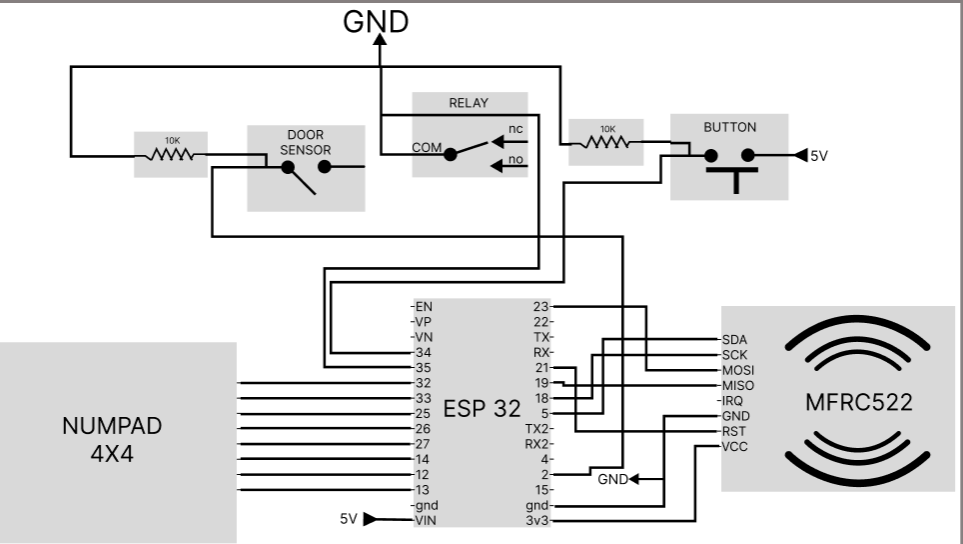 GND
RELAY
nc
COM
no
10K
DOOR
SENSOR
10K
BUTTON
5V
EN
VP
VN
34
35
32
33
25
26
27
14
12
13
gnd
VIN
ESP 32
23
22
TX
RX
21
19
18
5
TX2
RX2
4
2
15
gnd
3v3
NUMPAD
4X4
5V
GND
SDA
SCK
MOSI
MISO
IRQ
GND
RST
VCC
MFRC522